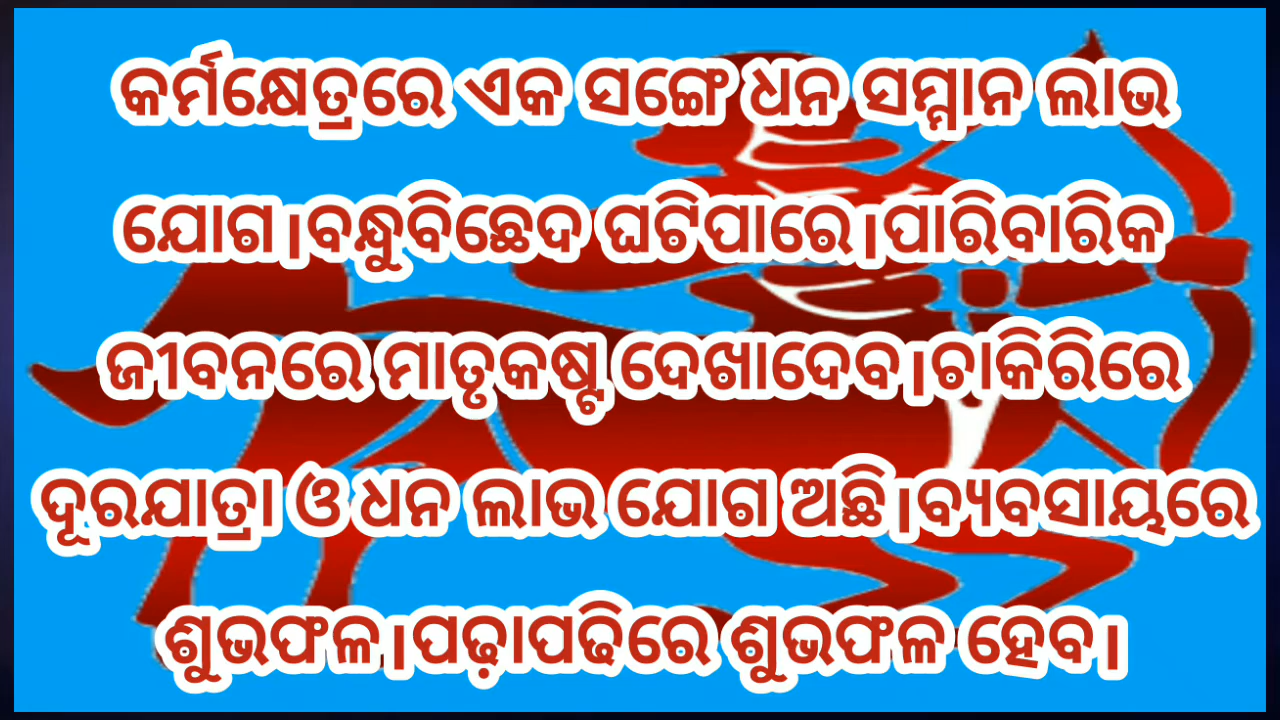 କର୍ମକ୍ଷେତ୍ରରେ ଏକ ସଙ୍ଗେ ଧନ ସମ୍ମାନ ଲାଭ
ଯୋଗ।ବନ୍ଧୁବିଛେଦ ଘଟିପାରେ।ପାରିବାରିକ
ଜୀବନରେ ମାତୃକଷ୍ଟ ଦେଖାଦେବ।ଚାକିରିରେ
ଦୂରଯାତ୍ରା ଓ ଧନ ଲାଭ ଯୋଗ ଅଛି।ବ୍ୟବସାୟରେ
ଶୁଭଫଳ।ପଢ଼ାପଢିରେ ଶୁଭଫଳ ହେବ।